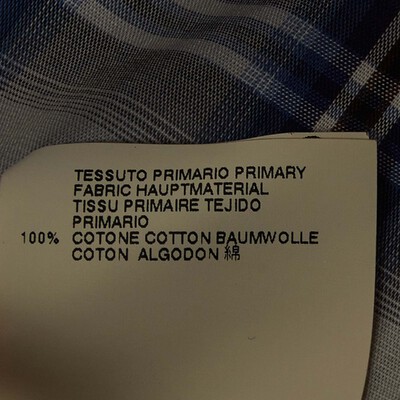 TESSUTO PRIMARIO PRIMARY
FABRIC HAUPTMATERIAL
TISSU PRIMAIRE TEJIDO
PRIMARIO
100% COTONE COTTON BAUMWOLLE
COTON ALGODON 綿